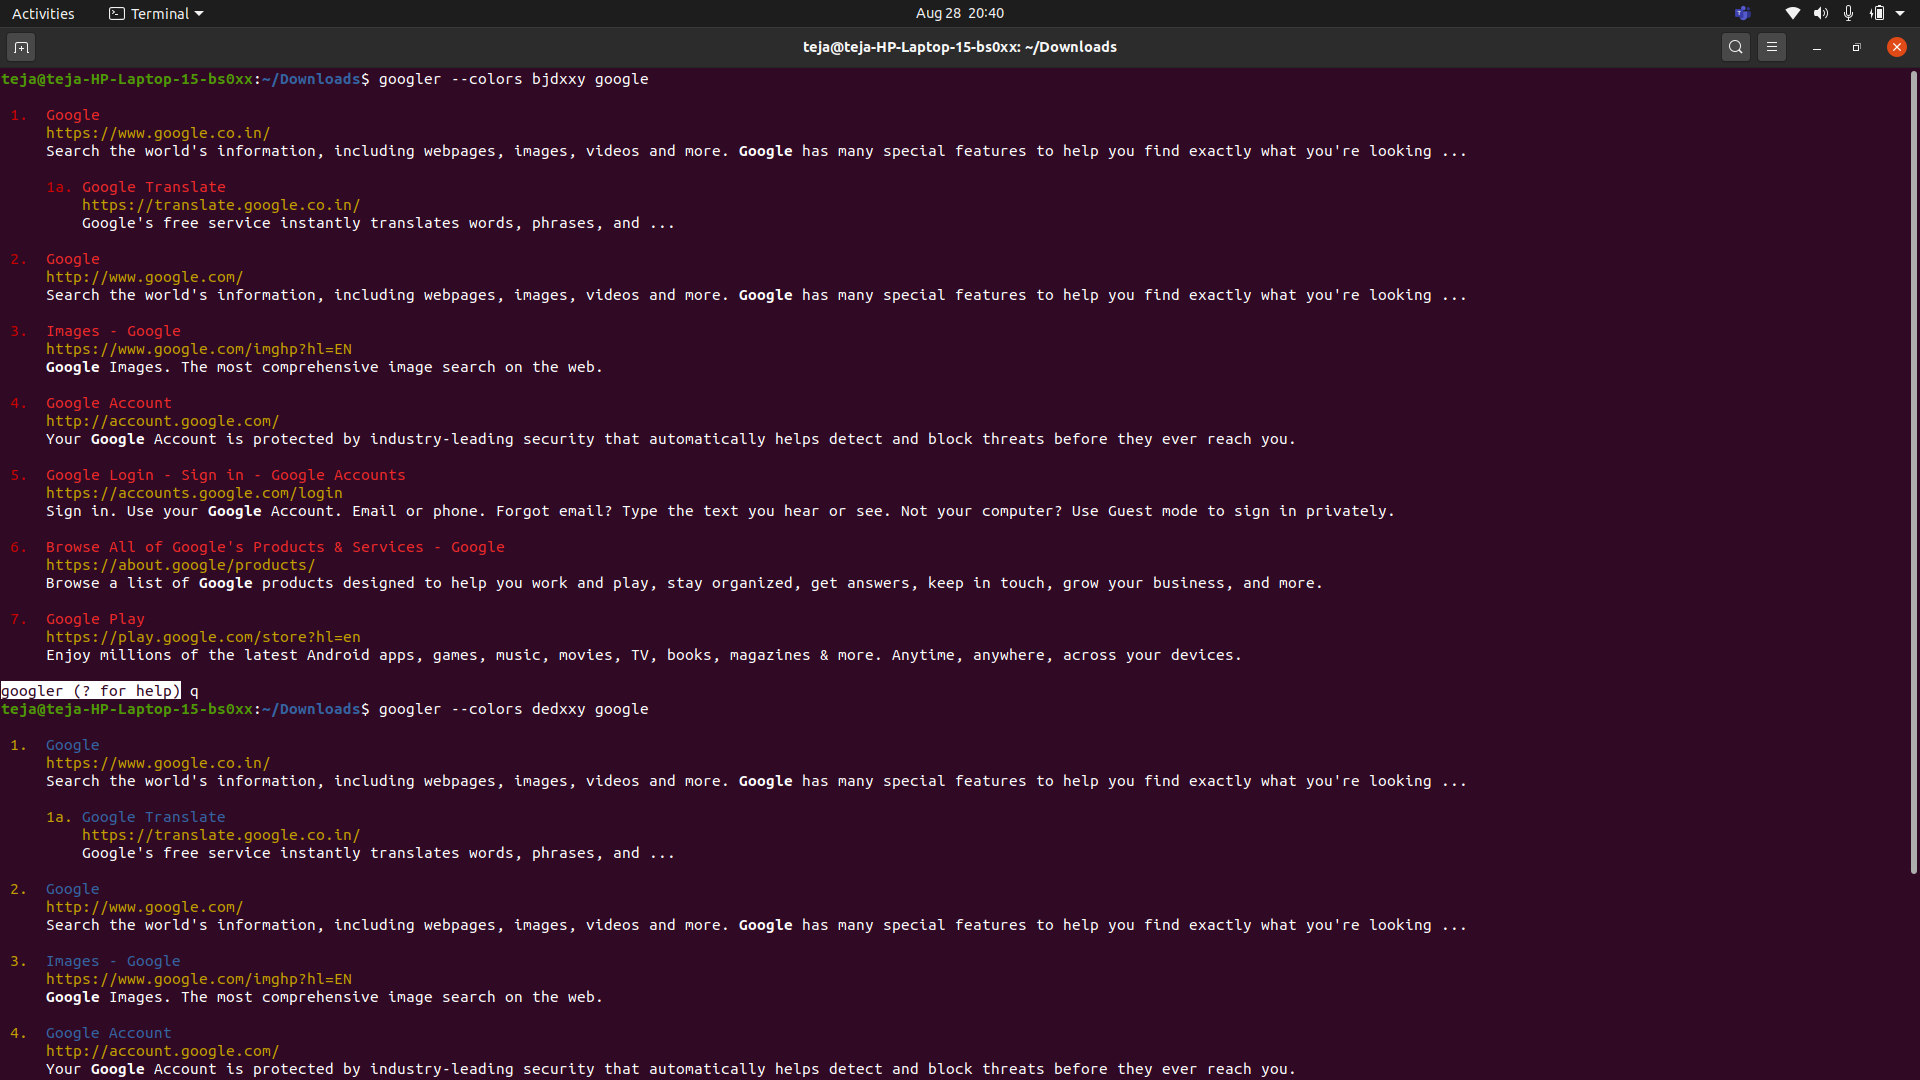 Activities
Terminal
Aug 28 20:40
teja@teja-HP-Laptop-15-bs0xx: ~/Downloads
teja@teja-HP-Laptop-15-bs0xx:~/Downloads$ googler --colors bjdxxy google
1. Google
https://www.google.co.in/
Search the world's information, including webpages, images, videos and more. Google has many special features to help you find exactly what you're looking ...
1a. Google Translate
https://translate.google.co.in/
Google's free service instantly translates words, phrases, and ...
2. Google
http://www.google.com/
Search the world's information, including webpages, images, videos and more. Google has many special features to help you find exactly what you're looking ...
3. Images - Google
https://www.google.com/imghp?hl=EN
Google Images. The most comprehensive image search on the web.
4. Google Account
http://account.google.com/
Your Google Account is protected by industry-leading security that automatically helps detect and block threats before they ever reach you.
5. Google Login - Sign in - Google Accounts
https://accounts.google.com/login
Sign in. Use your Google Account. Email or phone. Forgot email? Type the text you hear or see. Not your computer? Use Guest mode to sign in privately.
6. Browse All of Google's Products & Services - Google
https://about.google/products/
Browse a list of Google products designed to help you work and play, stay organized, get answers, keep in touch, grow your business, and more.
7. Google Play
https://play.google.com/store?hl=en
Enjoy millions of the latest Android apps, games, music, movies, TV, books, magazines & more. Anytime, anywhere, across your devices.
googler (? for help) q
teja@teja-HP-Laptop-15-bs0xx:~/Downloads$ googler --colors dedxxy google
1. Google
https://www.google.co.in/
Search the world's information, including webpages, images, videos and more. Google has many special features to help you find exactly what you're looking ...
1a. Google Translate
https://translate.google.co.in/
Google's free service instantly translates words, phrases, and ...
2. Google
http://www.google.com/
Search the world's information, including webpages, images, videos and more. Google has many special features to help you find exactly what you're looking ...
3. Images - Google
https://www.google.com/imghp?hl=EN
Google Images. The most comprehensive image search on the web.
4. Google Account
http://account.google.com/
Your Google Account is protected by industry-leading security that automatically helps detect and block threats before they ever reach you.